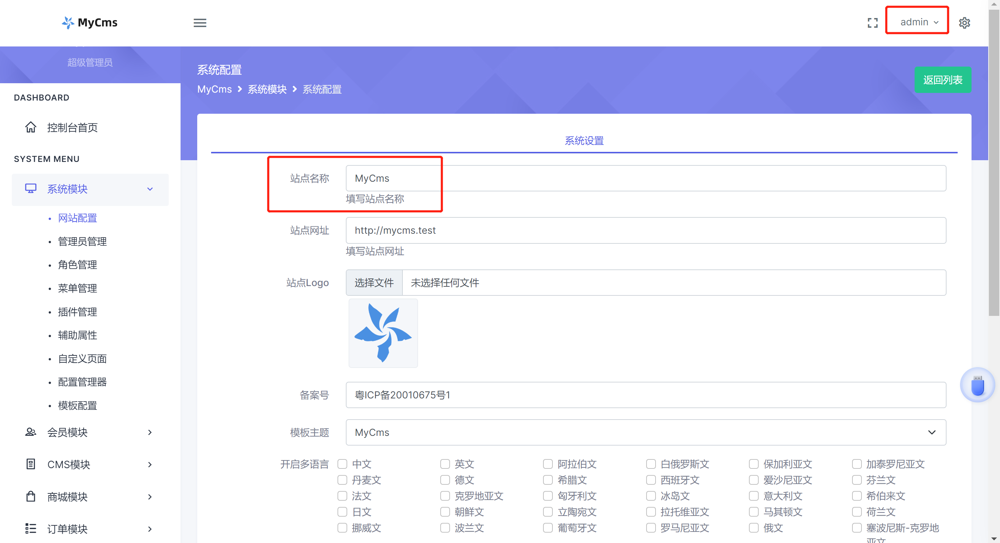 MyCms
admin
超级管理员
DASHBOARD
控制台首页
SYSTEM MENU
系统模块
网站配置
管理员管理
角色管理
菜单管理
插件管理
辅助属性
自定义页面
配置管理器
模板配置
会员模块
CMS模块
商城模块
订单模块
系统配置
MyCms 系统模块 系统配置
返回列表
系统设置
站点名称 MyCms
填写站点名称
站点网址 http://mycms.test
填写站点网址
站点Logo 选择文件 未选择任何文件
备案号 粤ICP备20010675号1
模板主题 MyCms
开启多语言 中文 英文 阿拉伯文 白俄罗斯文 保加利亚文 加泰罗尼亚文
丹麦文 德文 希腊文 西班牙文 爱沙尼亚文 芬兰文
法文 克罗地亚文 匈牙利文 冰岛文 意大利文 希伯来文
日文 朝鲜文 立陶宛文 拉托维亚文 马其顿文 荷兰文
挪威文 波兰文 葡萄牙文 罗马尼亚文 俄文 塞波尼斯-克罗地
亚文